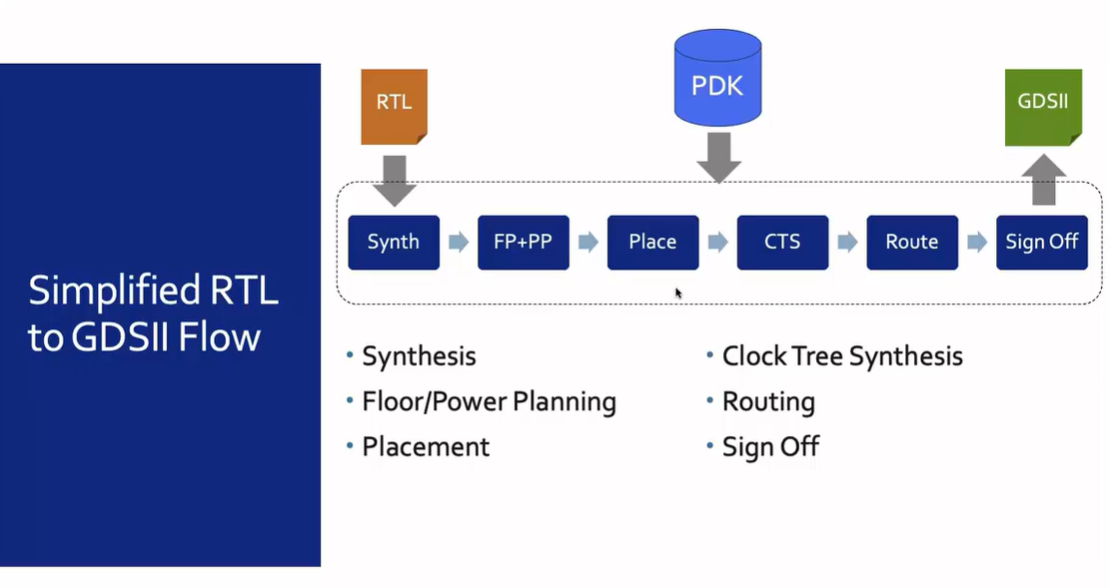 RTL
PDK
GDSII
Synth
FP+PP
Place
CTS
Route
Sign Off
Simplified RTL
to GDSII Flow
• Synthesis
• Floor/Power Planning
• Placement
• Clock Tree Synthesis
• Routing
• Sign Off